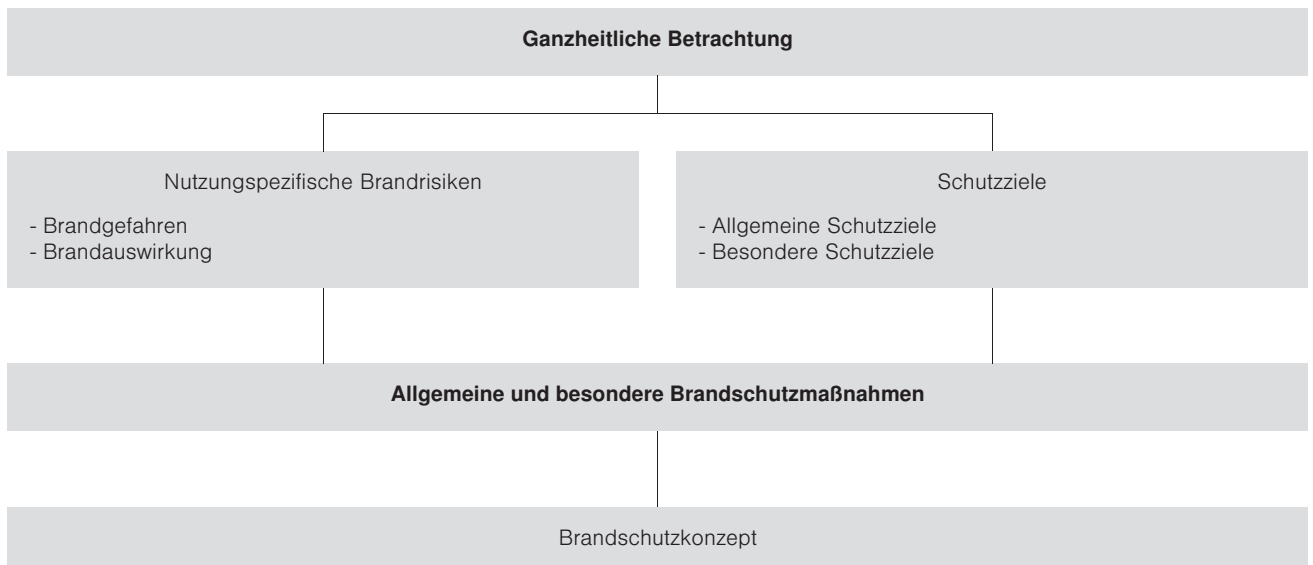 Ganzheitliche Betrachtung
Nutzungspezifische Brandrisiken
- Brandgefahren
- Brandauswirkung
Schutzziele
- Allgemeine Schutzziele
- Besondere Schutzziele
Allgemeine und besondere Brandschutzmaßnahmen
Brandschutzkonzept